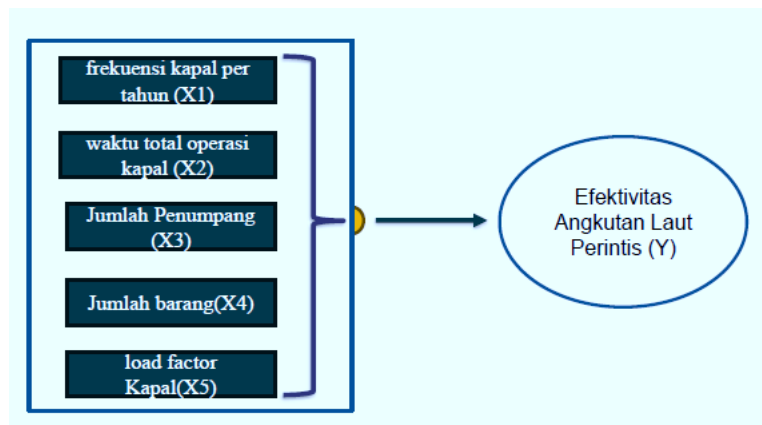 frekuensi kapal per
tahun (X1)
waktu total operasi
kapal (X2)
Jumlah Penumpang
(X3)
Jumlah barang(X4)
load factor
Kapal(X5)
Efektivitas
Angkutan Laut
Perintis (Y)